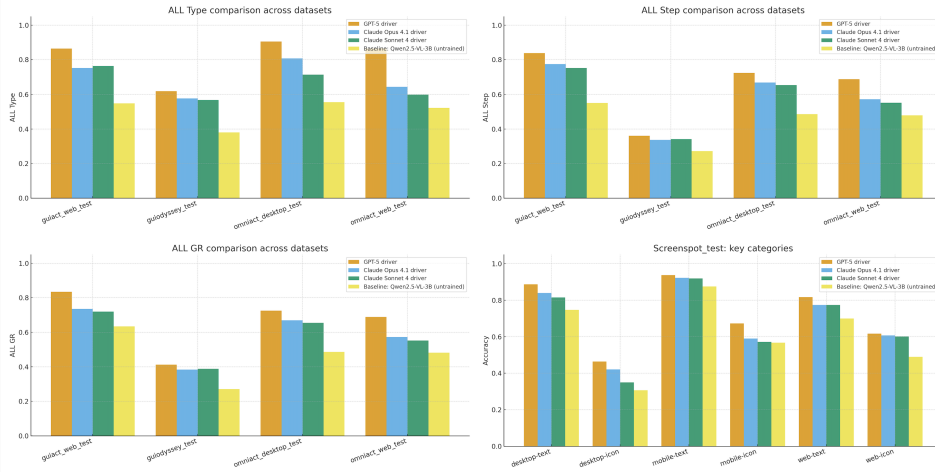 ALL Type comparison across datasets
1.0
0.8
0.6
0.4
0.2
0.0
ALL Type
GPT-5 driver
Claude Opus 4.1 driver
Claude Sonnet 4 driver
Baseline: Qwen2.5-VL-3B (untrained)
guiact_web_test
guiodyssey_test
omniact_desktop_test
omniact_web_test
ALL Step comparison across datasets
1.0
0.8
0.6
0.4
0.2
0.0
ALL Step
GPT-5 driver
Claude Opus 4.1 driver
Claude Sonnet 4 driver
Baseline: Qwen2.5-VL-3B (untrained)
guiact_web_test
guiodyssey_test
omniact_desktop_test
omniact_web_test
ALL GR comparison across datasets
1.0
0.8
0.6
0.4
0.2
0.0
ALL GR
GPT-5 driver
Claude Opus 4.1 driver
Claude Sonnet 4 driver
Baseline: Qwen2.5-VL-3B (untrained)
guiact_web_test
guiodyssey_test
omniact_desktop_test
omniact_web_test
Screenspot_test: key categories
1.0
0.8
0.6
0.4
0.2
0.0
Accuracy
GPT-5 driver
Claude Opus 4.1 driver
Claude Sonnet 4 driver
Baseline: Qwen2.5-VL-3B (untrained)
desktop-text
desktop-icon
mobile-text
mobile-icon
web-text
web-icon